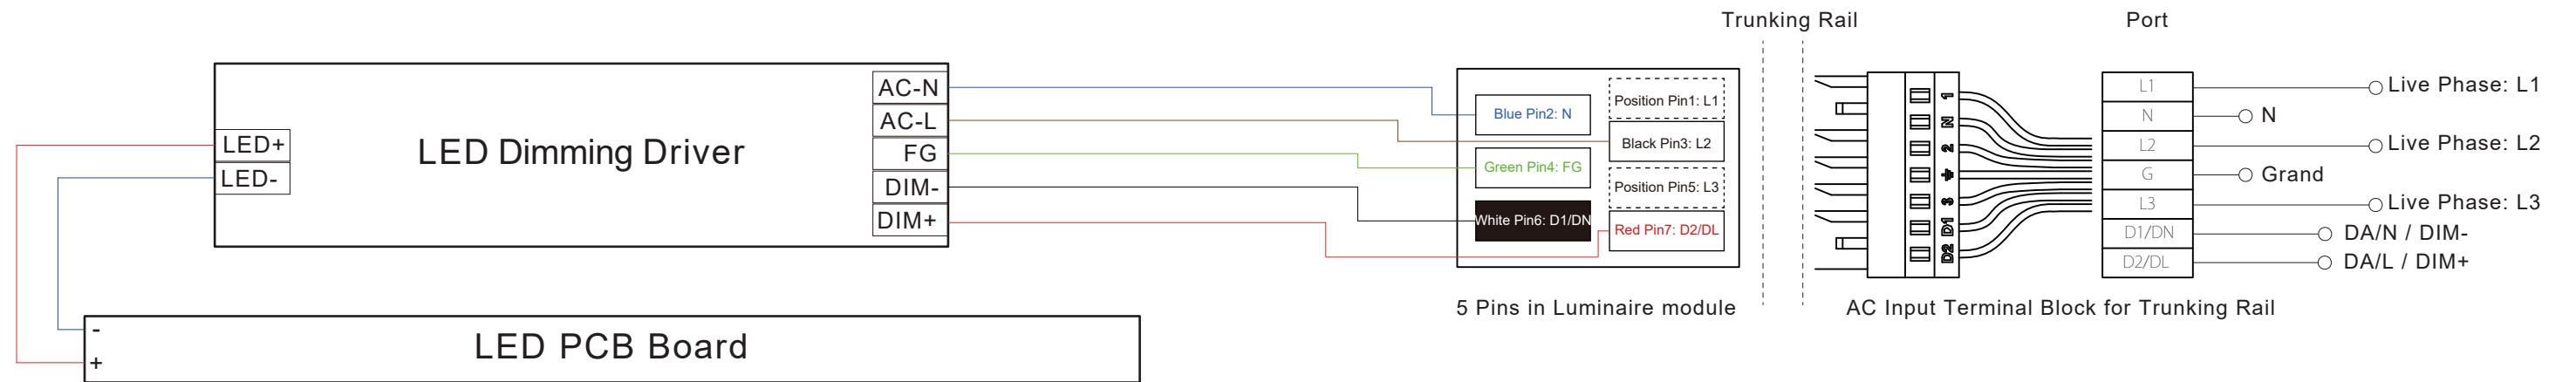 Trunking Rail
Port
LED Dimming Driver
LED+
LED-
AC-N
AC-L
FG
DIM-
DIM+
Blue Pin2: N
Green Pin4: FG
White Pin6: D1/DN
Position Pin1: L1
Black Pin3: L2
Position Pin5: L3
Red Pin7: D2/DL
5 Pins in Luminaire module
1
N
2
3
D1
D2
L1
N
L2
G
L3
D1/DN
D2/DL
Live Phase: L1
N
Live Phase: L2
Grand
Live Phase: L3
DA/N / DIM-
DA/L / DIM+
AC Input Terminal Block for Trunking Rail
-
+
LED PCB Board